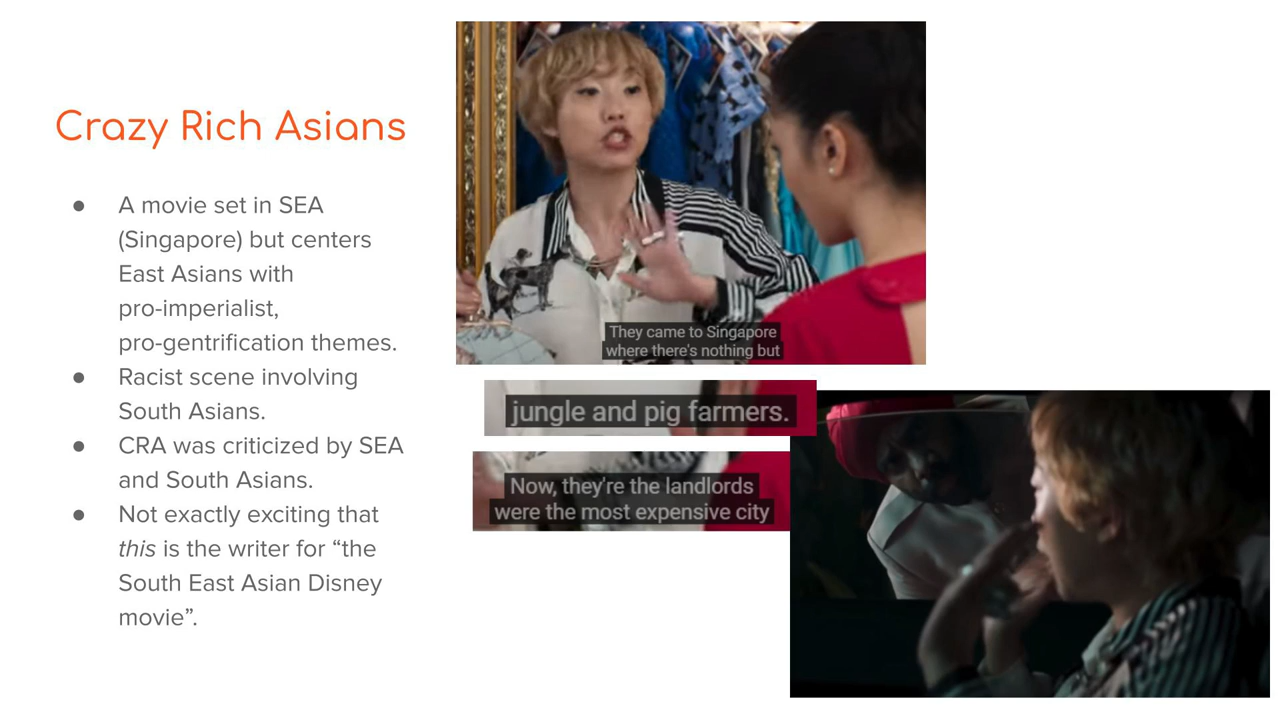 Crazy Rich Asians
● A movie set in SEA
(Singapore) but centers
East Asians with
pro-imperialist,
pro-gentrification themes.
● Racist scene involving
South Asians.
● CRA was criticized by SEA
and South Asians.
● Not exactly exciting that
this is the writer for “the
South East Asian Disney
movie”.
They came to Singapore
where there's nothing but
jungle and pig farmers.
Now, they're the landlords
were the most expensive city